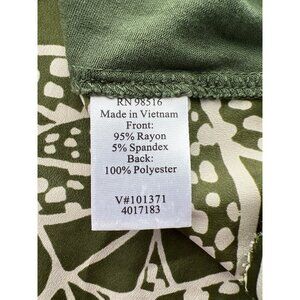 RN 98516
Made in Vietnam
Front:
95% Rayon
5% Spandex
Back:
100% Polyester
V#101371
4017183